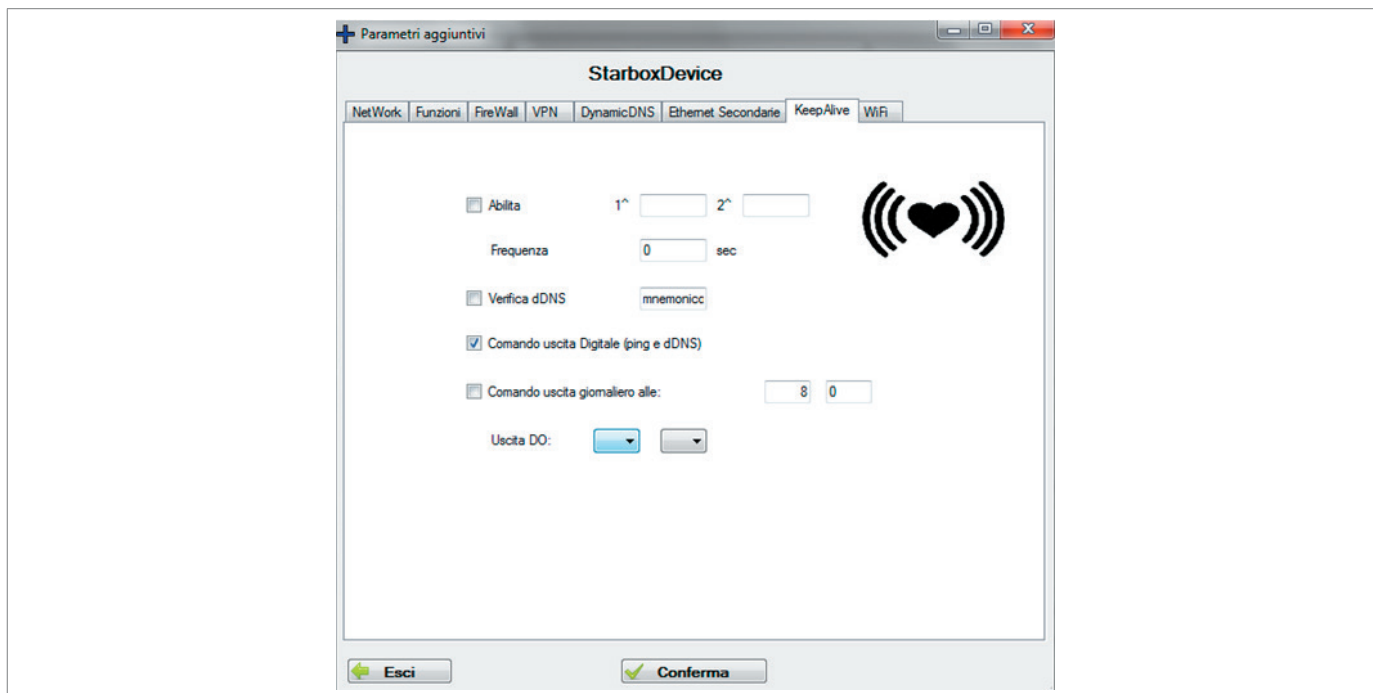 Parametri aggiuntivi
StarboxDevice
NetWork Funzioni FireWall VPN DynamicDNS Ethernet Secondarie KeepAlive WiFi
Abilita 1^ 2^
Frequenza 0 sec
Verifica dDNS mnemonicc
Comando uscita Digitale (ping e dDNS)
Comando uscita giornaliero alle: 8 0
Uscita DO:
Esci Conferma